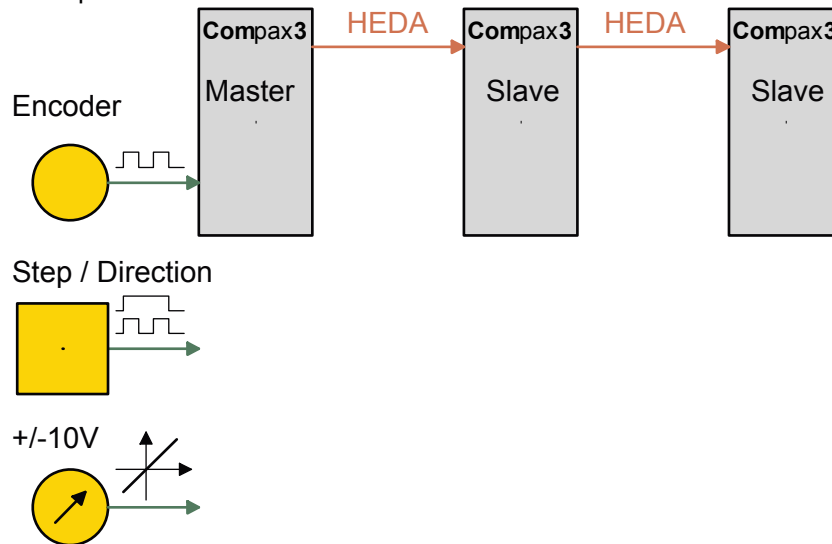 HEDA HEDA
Compax3 Compax3 Compax3
Master Slave Slave
Encoder
Step / Direction
+/-10V